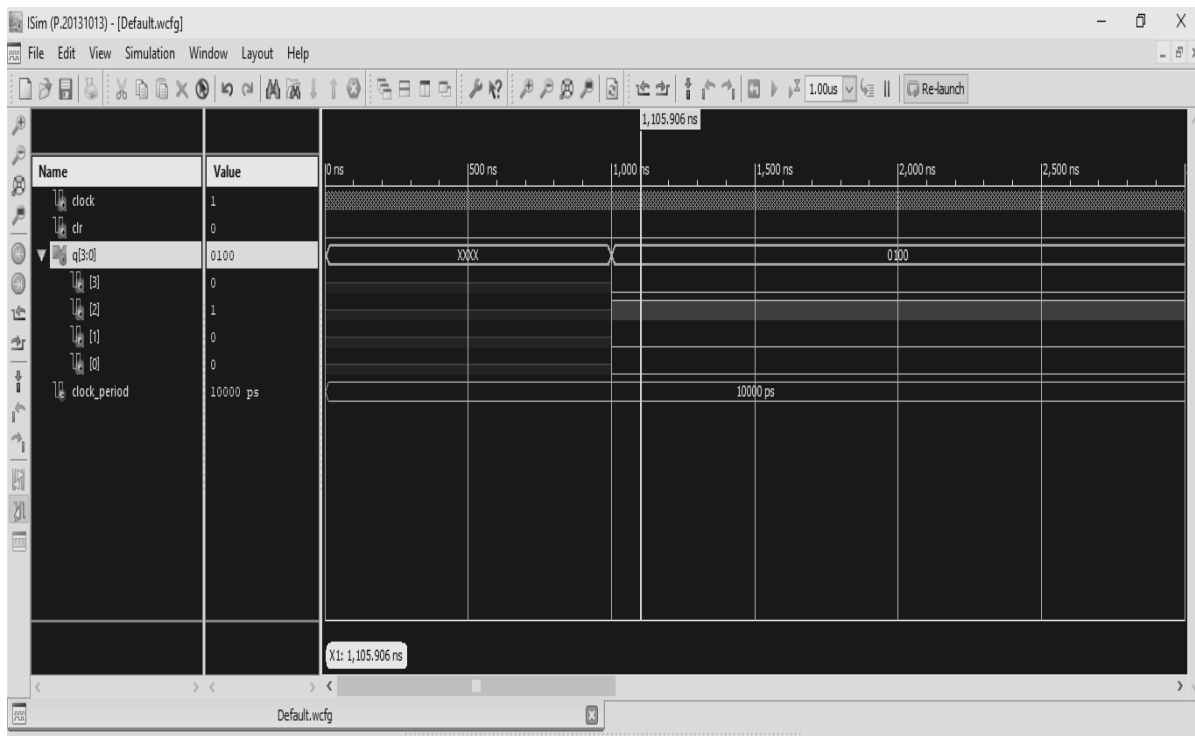 ISim (P.20131013) - [Default.wcfg]
File Edit View Simulation Window Layout Help
1.00us Re-launch
1,105.906 ns
Name Value 0 ns 500 ns 1,000 ns 1,500 ns 2,000 ns 2,500 ns
clock 1
clr 0
q[3:0] 0100 XXXX 0100
[3] 0
[2] 1
[1] 0
[0] 0
clock_period 10000 ps 10000 ps
X1: 1,105.906 ns
Default.wcfg